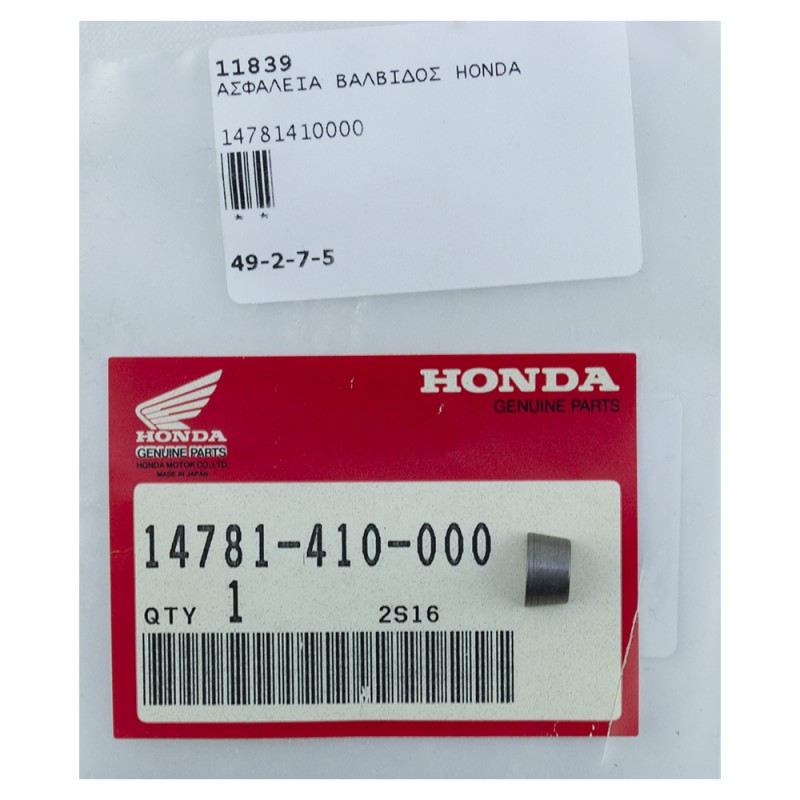 11839
ΑΣΦΑΛΕΙΑ ΒΑΛΒΙΔΟΣ HONDA
14781410000
* *
49-2-7-5
HONDA
GENUINE PARTS
HONDA
GENUINE PARTS
HONDA MOTOR CO., LTD.
MADE IN JAPAN
14781-410-000
QTY 1 2S16